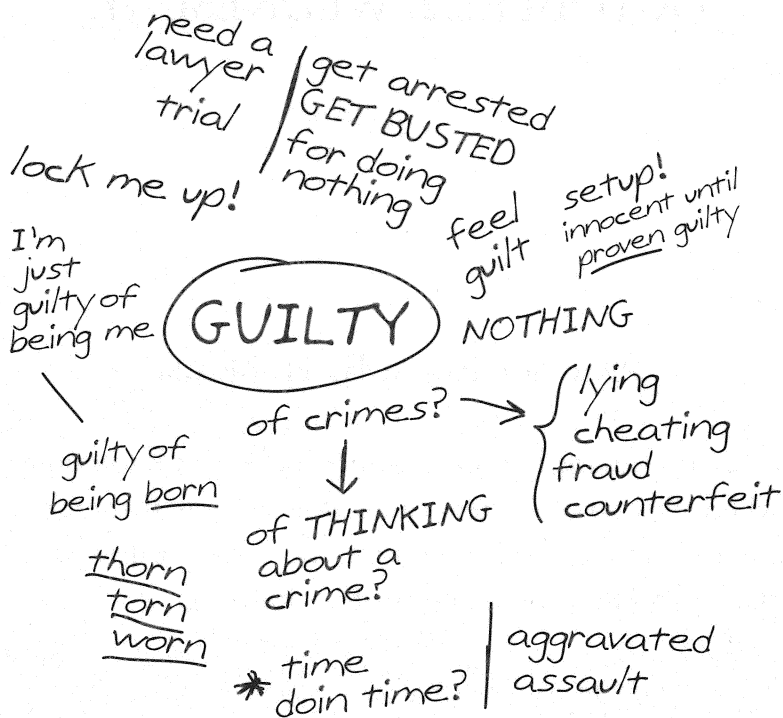 need a
lawyer
trial
get arrested
GET BUSTED
for doing
nothing
lock me up!
feel
guilt
setup!
innocent until
proven guilty
I'm
just
guilty of
being me
GUILTY
NOTHING
of crimes?
lying
cheating
fraud
counterfeit
guilty of
being born
of THINKING
about a
crime?
thorn
torn
worn
* time
doin time?
aggravated
assault